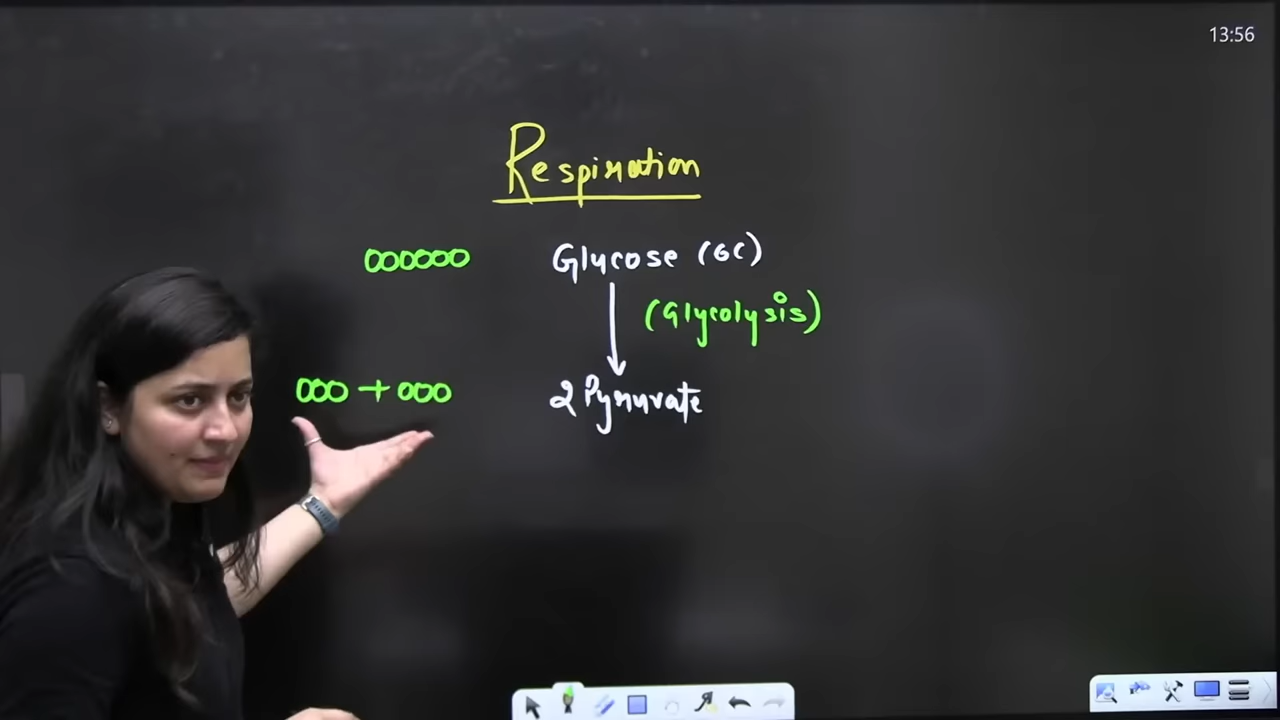 13:56
Respiration
000000 Glucose (6C)
(Glycolysis)
000 + 000 2 Pyruvate